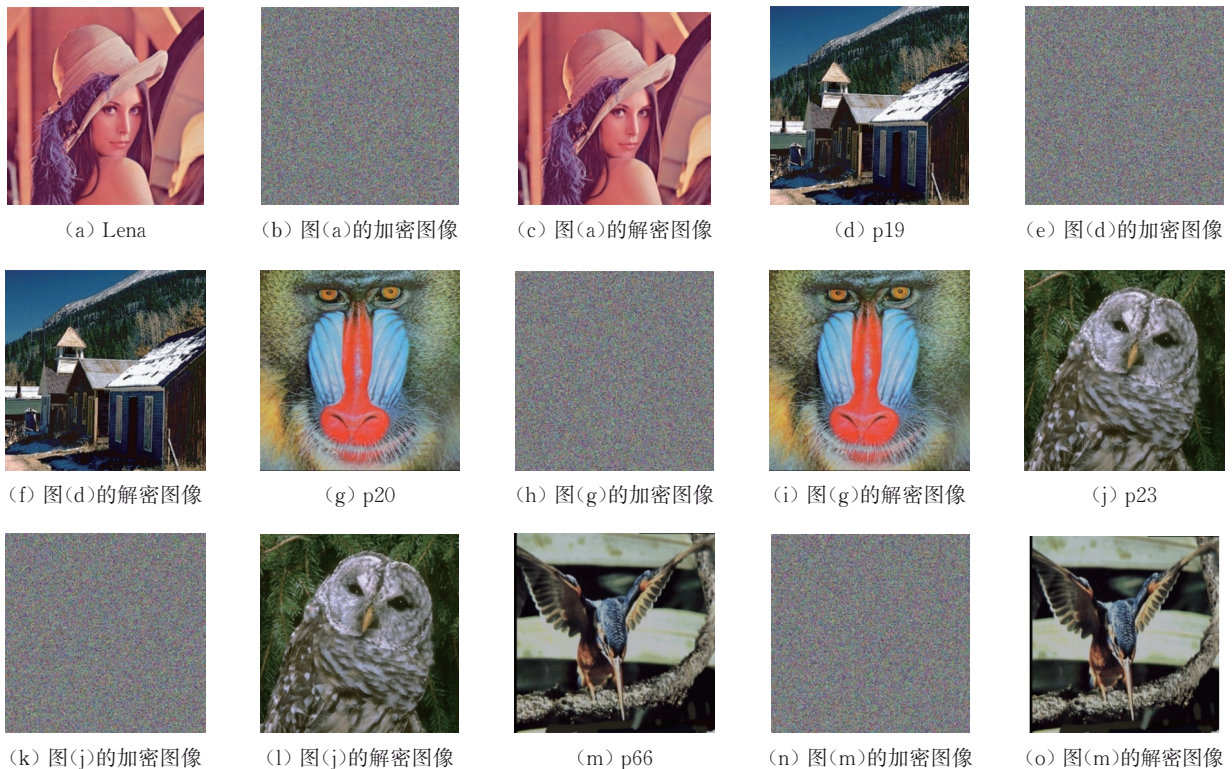 (a) Lena
(b) 图(a)的加密图像
(c) 图(a)的解密图像
(d) p19
(e) 图(d)的加密图像
(f) 图(d)的解密图像
(g) p20
(h) 图(g)的加密图像
(i) 图(g)的解密图像
(j) p23
(k) 图(j)的加密图像
(l) 图(j)的解密图像
(m) p66
(n) 图(m)的加密图像
(o) 图(m)的解密图像